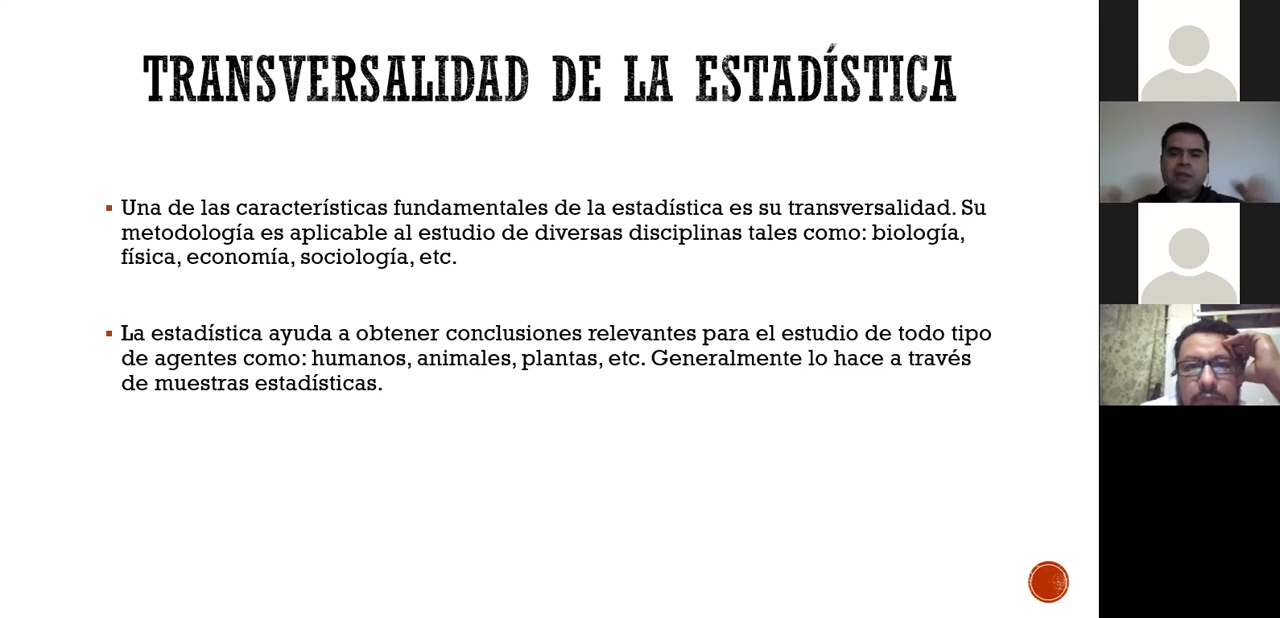 TRANSVERSALIDAD DE LA ESTADÍSTICA
Una de las características fundamentales de la estadística es su transversalidad. Su
metodología es aplicable al estudio de diversas disciplinas tales como: biología,
física, economía, sociología, etc.
La estadística ayuda a obtener conclusiones relevantes para el estudio de todo tipo
de agentes como: humanos, animales, plantas, etc. Generalmente lo hace a través
de muestras estadísticas.